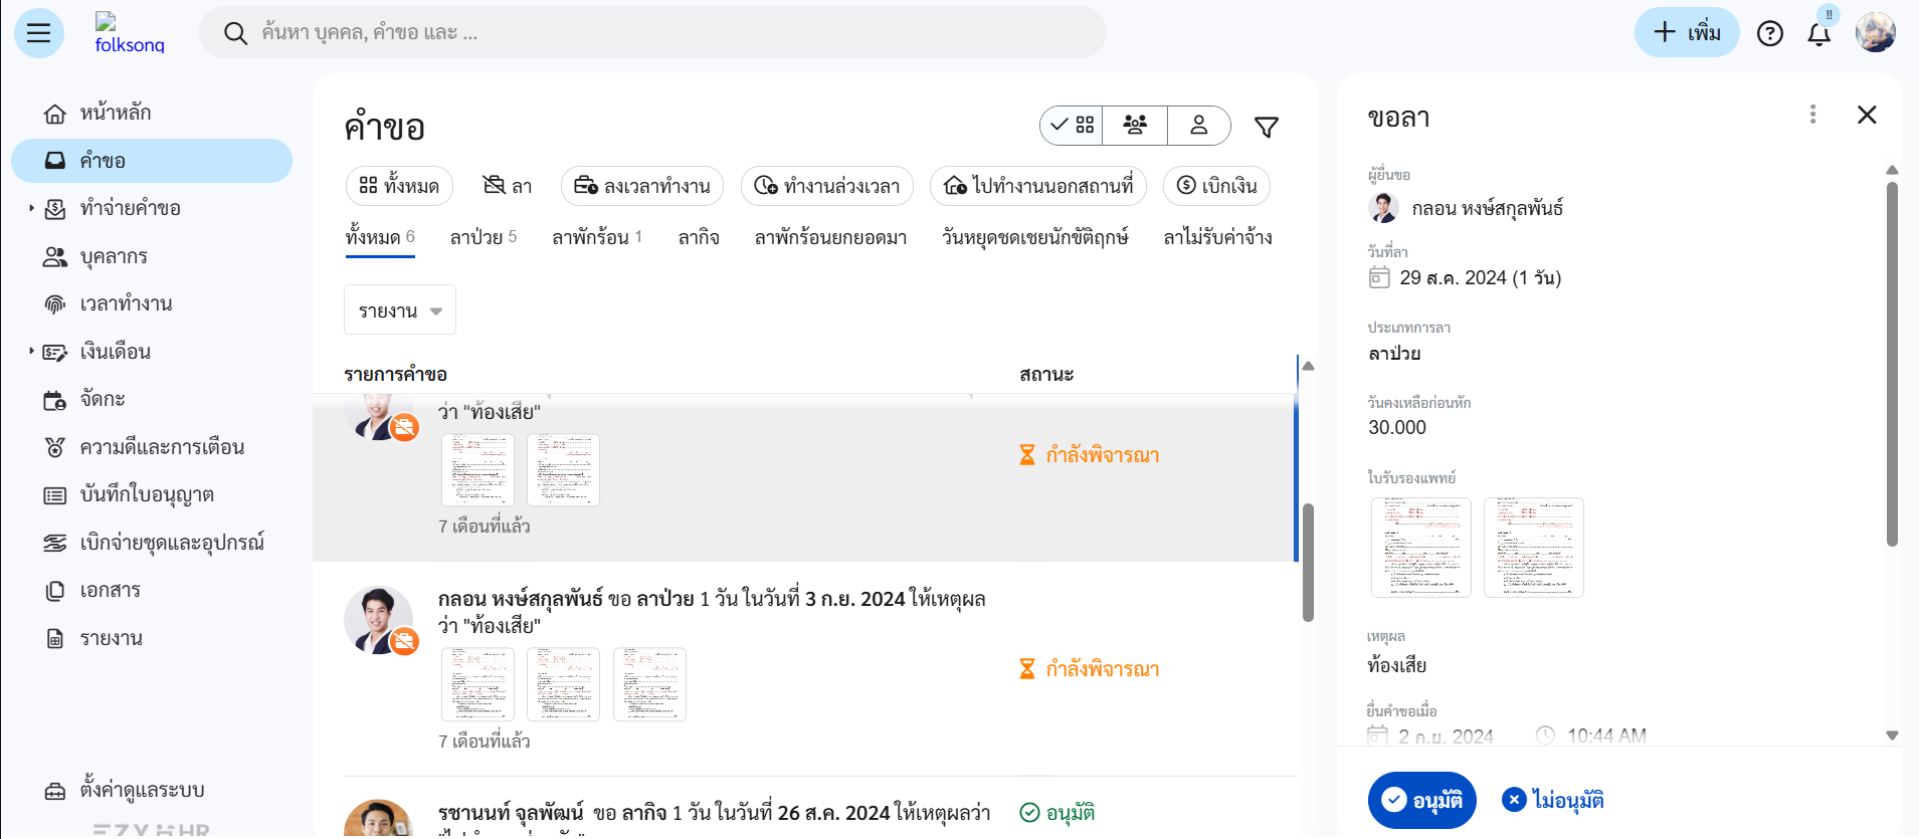 folksong
ค้นหา บุคคล, คำขอ และ ...
เพิ่ม
!!
หน้าหลัก
คำขอ
ทำจ่ายคำขอ
บุคลากร
เวลาทำงาน
เงินเดือน
จัดกะ
ความดีและการเตือน
บันทึกใบอนุญาต
เบิกจ่ายชุดและอุปกรณ์
เอกสาร
รายงาน
ตั้งค่าดูแลระบบ
คำขอ
ทั้งหมด ลา ลงเวลาทำงาน ทำงานล่วงเวลา ไปทำงานนอกสถานที่ เบิกเงิน
ทั้งหมด 6 ลาป่วย 5 ลาพักร้อน 1 ลากิจ ลาพักร้อนยกยอดมา วันหยุดชดเชยนักขัติฤกษ์ ลาไม่รับค่าจ้าง
รายงาน
รายการคำขอ สถานะ
ว่า "ท้องเสีย"
กำลังพิจารณา
7 เดือนที่แล้ว
กลอน หงษ์สกุลพันธ์ ขอ ลาป่วย 1 วัน ในวันที่ 3 ก.ย. 2024 ให้เหตุผล
ว่า "ท้องเสีย"
กำลังพิจารณา
7 เดือนที่แล้ว
รชานนท์ จุลพัฒน์ ขอ ลากิจ 1 วัน ในวันที่ 26 ส.ค. 2024 ให้เหตุผลว่า
อนุมัติ
ขอลา
ผู้ยื่นขอ
กลอน หงษ์สกุลพันธ์
วันที่ลา
29 ส.ค. 2024 (1 วัน)
ประเภทการลา
ลาป่วย
วันคงเหลือก่อนหัก
30.000
ใบรับรองแพทย์
เหตุผล
ท้องเสีย
ยื่นคำขอเมื่อ
2 ก.ย. 2024 10:44 AM
อนุมัติ ไม่อนุมัติ